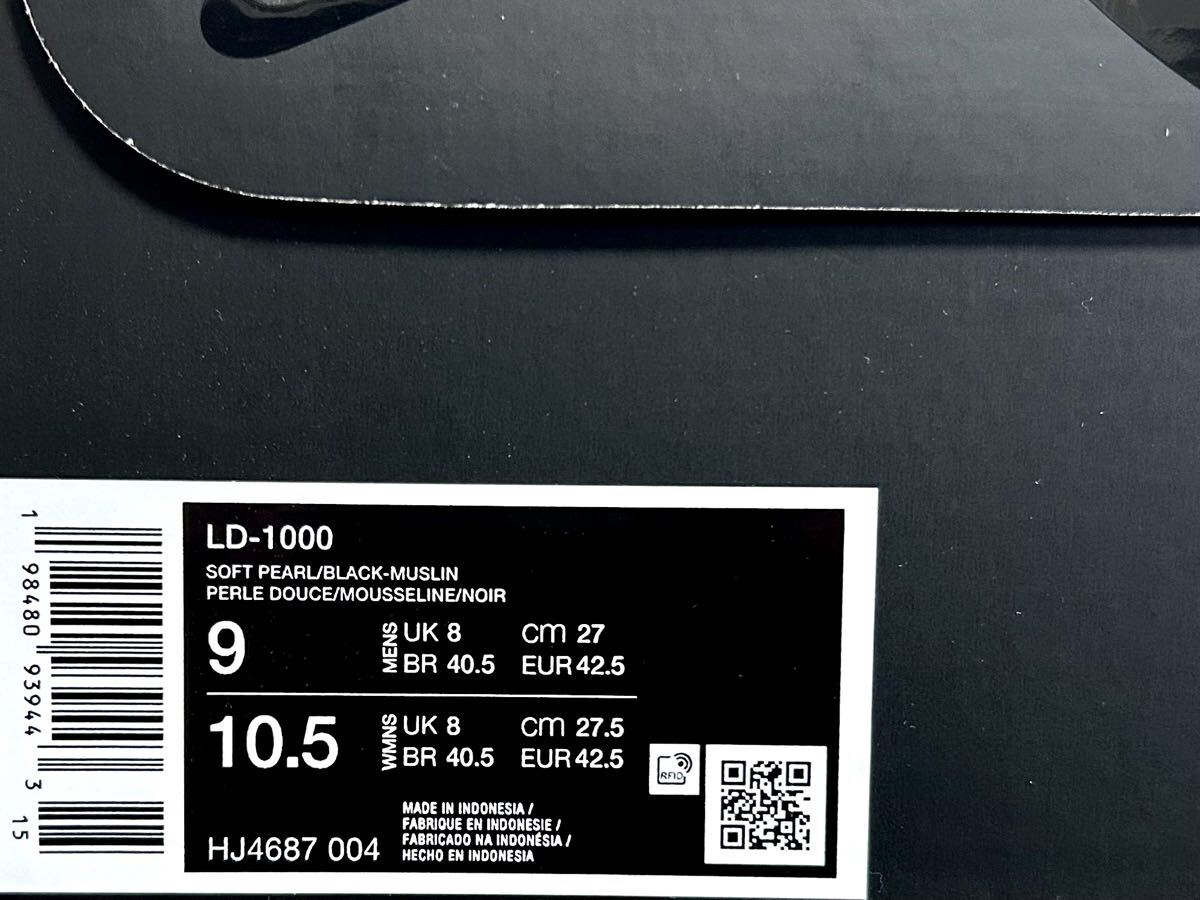 LD-1000
SOFT PEARL/BLACK-MUSLIN
PERLE DOUCE/MOUSSELINE/NOIR
9 MENS UK 8 cm 27
BR 40.5 EUR 42.5
10.5 WMNS UK 8 cm 27.5
BR 40.5 EUR 42.5
RFID
MADE IN INDONESIA /
FABRIQUE EN INDONESIE /
FABRICADO NA INDONÉSIA /
HECHO EN INDONESIA
HJ4687 004
1 98480 93944 3 15